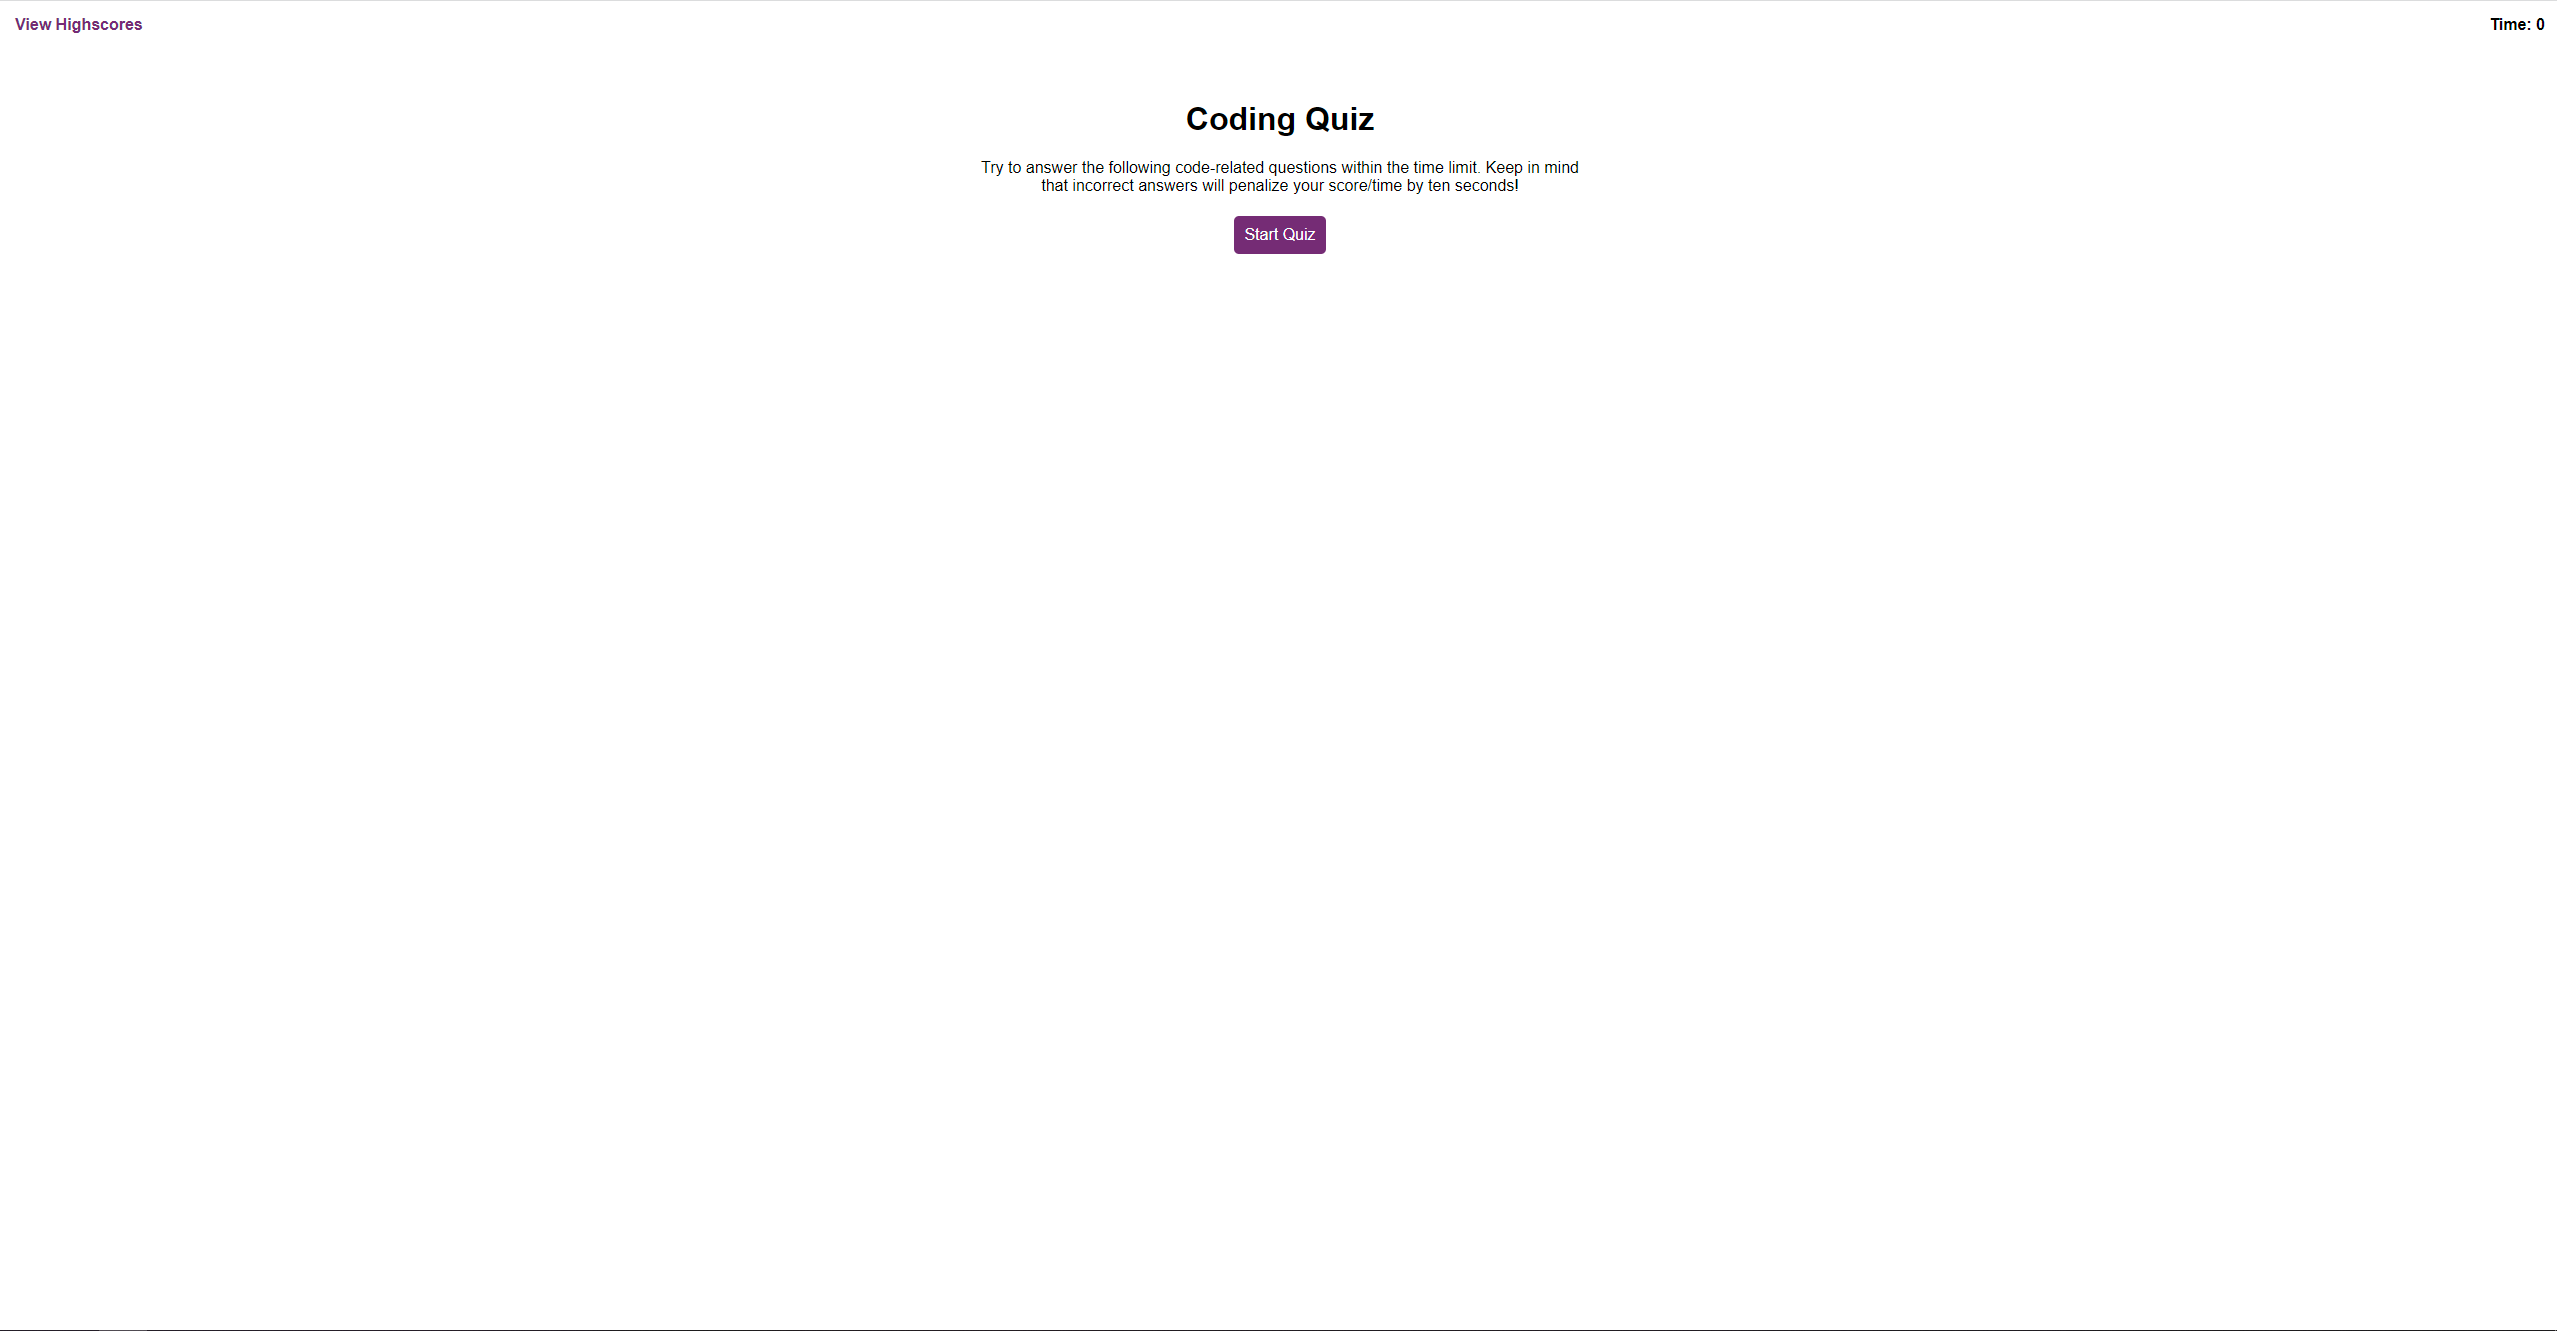 View Highscores
Time: 0
Coding Quiz
Try to answer the following code-related questions within the time limit. Keep in mind
that incorrect answers will penalize your score/time by ten seconds!
Start Quiz